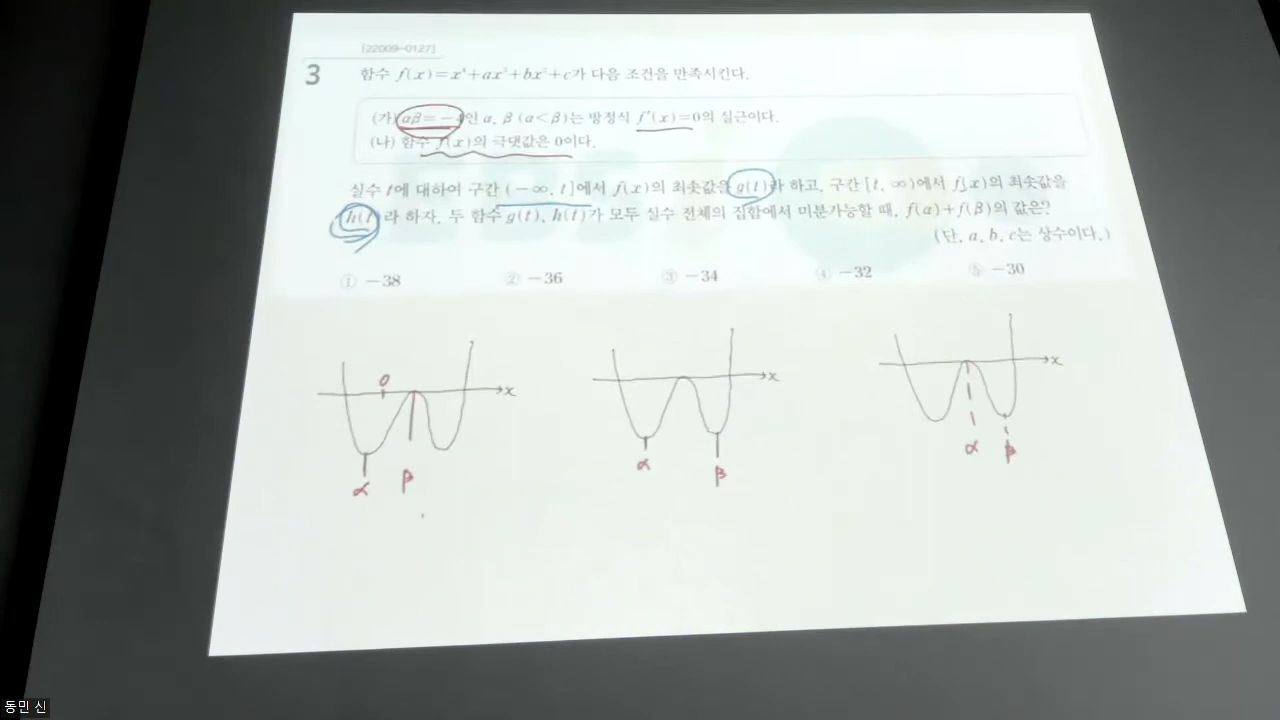 [22009-0127]
3 함수 f(x)=x⁴+ax³+bx²+c가 다음 조건을 만족시킨다.
(가) αβ=-4인 α, β (α<β)는 방정식 f′(x)=0의 실근이다.
(나) 함수 f(x)의 극댓값은 0이다.
실수 t에 대하여 구간 (-∞, t]에서 f(x)의 최솟값을 g(t)라 하고, 구간 [t, ∞)에서 f(x)의 최솟값을
h(t)라 하자. 두 함수 g(t), h(t)가 모두 실수 전체의 집합에서 미분가능할 때, f(α)+f(β)의 값은?
(단, a, b, c는 상수이다.)
① -38 ② -36 ③ -34 ④ -32 ⑤ -30
0 x x x
α β α β α β
동민 신